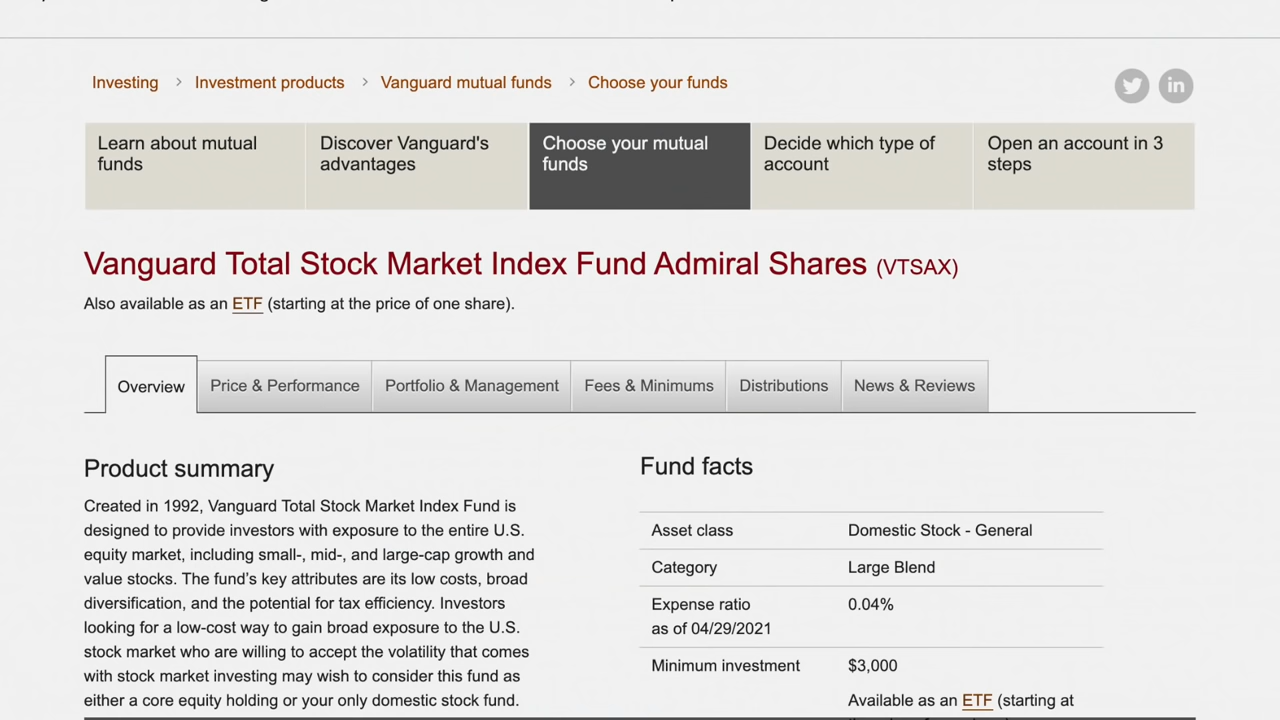 Investing > Investment products > Vanguard mutual funds > Choose your funds
in
Learn about mutual
funds
Discover Vanguard's
advantages
Choose your mutual
funds
Decide which type of
account
Open an account in 3
steps
Vanguard Total Stock Market Index Fund Admiral Shares (VTSAX)
Also available as an ETF (starting at the price of one share).
Overview
Price & Performance
Portfolio & Management
Fees & Minimums
Distributions
News & Reviews
Product summary
Created in 1992, Vanguard Total Stock Market Index Fund is
designed to provide investors with exposure to the entire U.S.
equity market, including small-, mid-, and large-cap growth and
value stocks. The fund's key attributes are its low costs, broad
diversification, and the potential for tax efficiency. Investors
looking for a low-cost way to gain broad exposure to the U.S.
stock market who are willing to accept the volatility that comes
with stock market investing may wish to consider this fund as
either a core equity holding or your only domestic stock fund.
Fund facts
Asset class Domestic Stock - General
Category Large Blend
Expense ratio 0.04%
as of 04/29/2021
Minimum investment $3,000
Available as an ETF (starting at